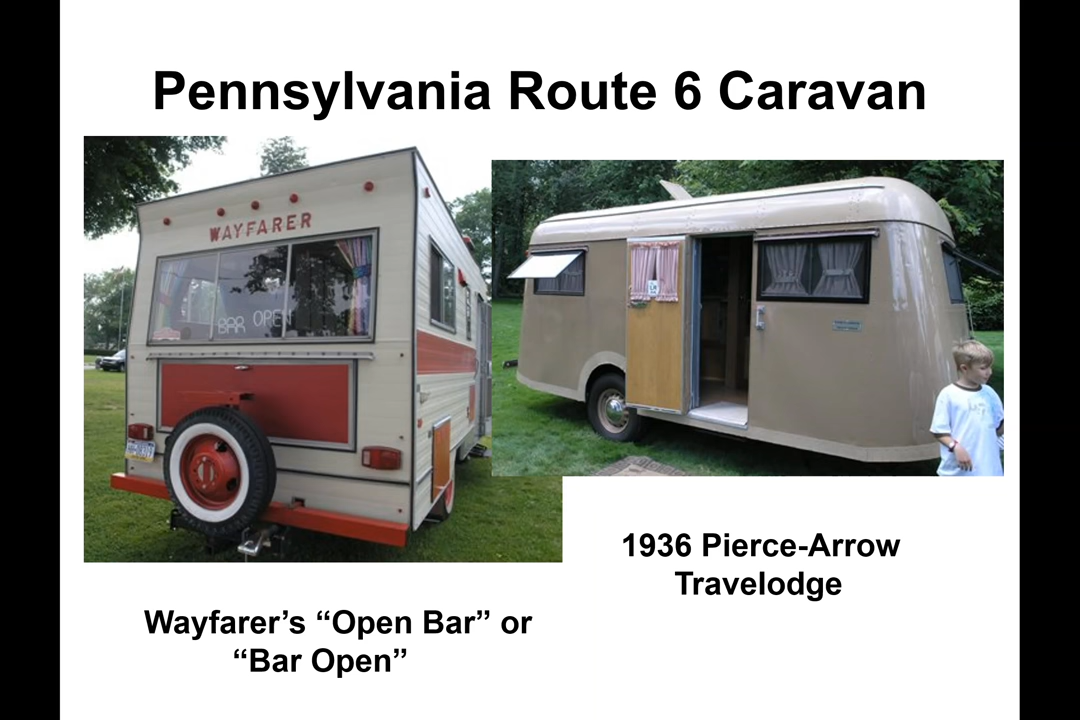 Pennsylvania Route 6 Caravan
WAYFARER
BAR OPEN
1936 Pierce-Arrow
Travelodge
Wayfarer’s “Open Bar” or
“Bar Open”